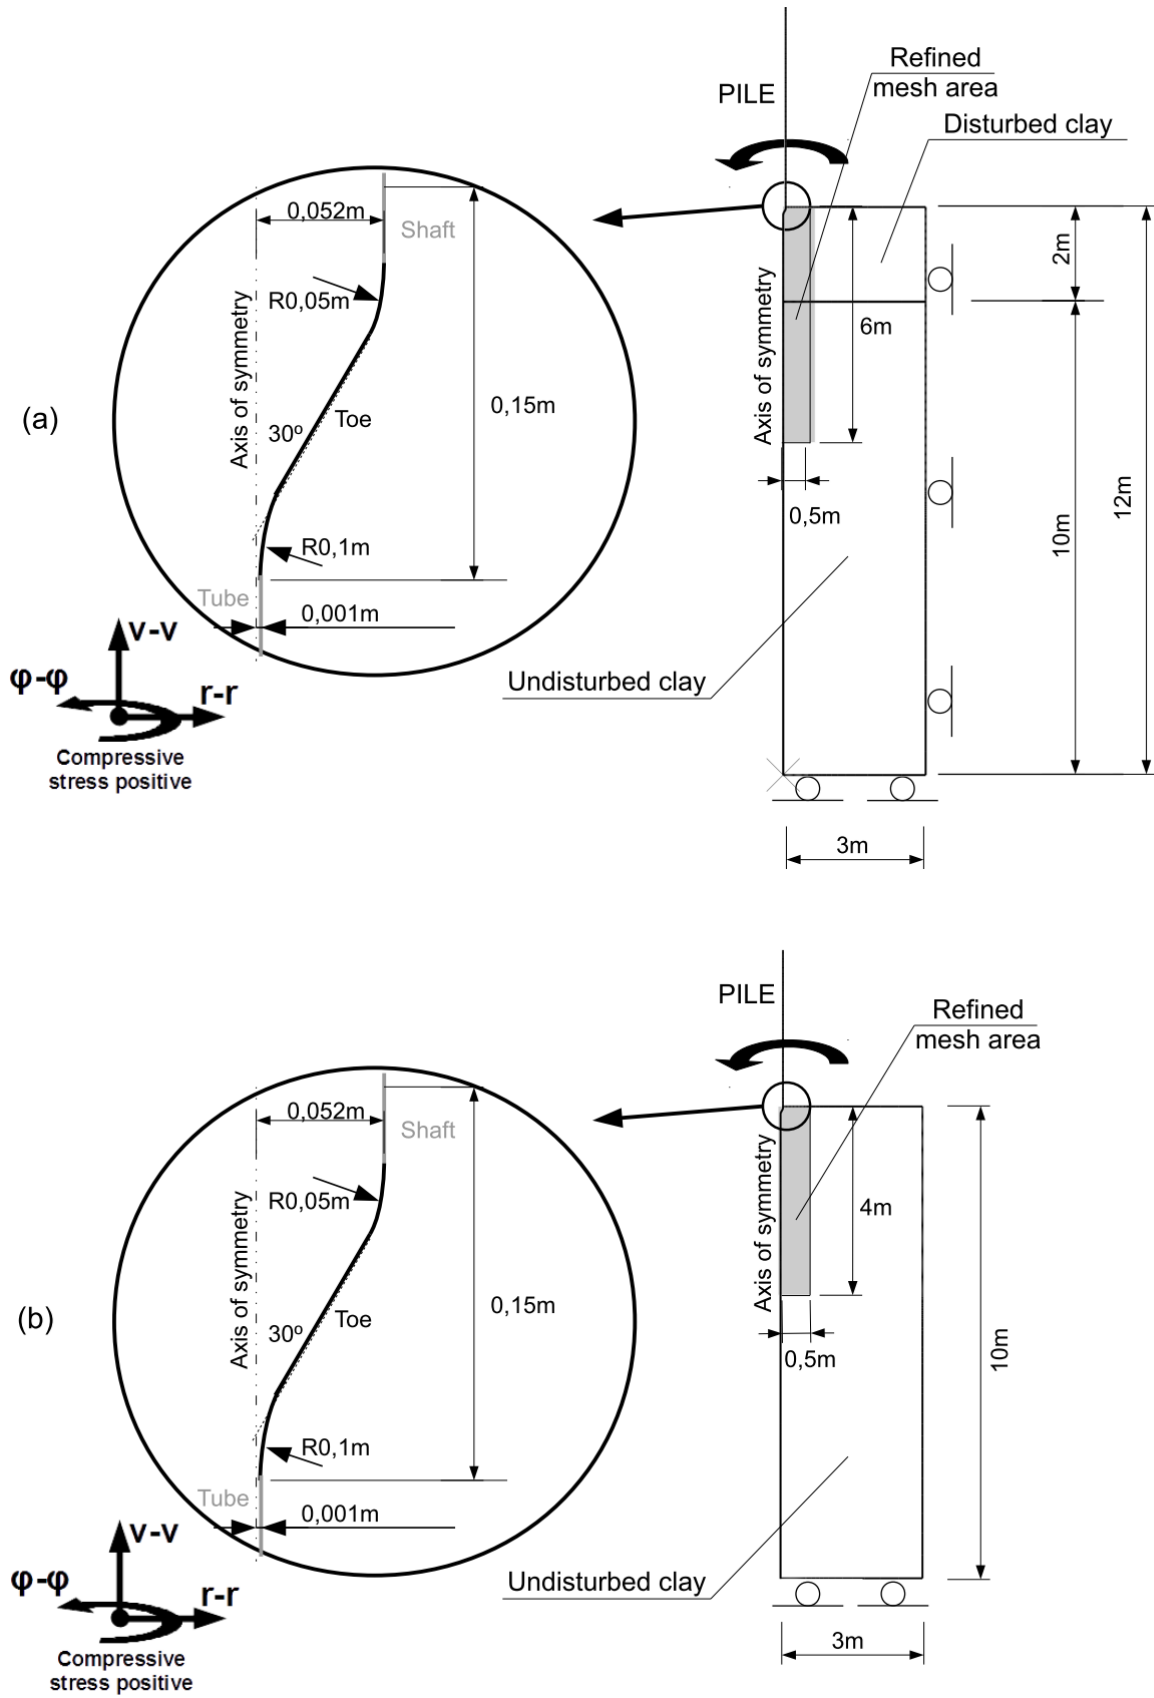 Refined
mesh area
PILE
Disturbed clay
0,052m
Shaft
R0,05m
Axis of symmetry
30º
Toe
0,15m
R0,1m
Tube
0,001m
(a)
v-v
φ-φ
r-r
Compressive
stress positive
Axis of symmetry
2m
6m
0,5m
10m
12m
Undisturbed clay
3m
PILE
Refined
mesh area
0,052m
Shaft
R0,05m
Axis of symmetry
30º
Toe
0,15m
R0,1m
Tube
0,001m
(b)
v-v
φ-φ
r-r
Compressive
stress positive
Axis of symmetry
4m
0,5m
10m
Undisturbed clay
3m